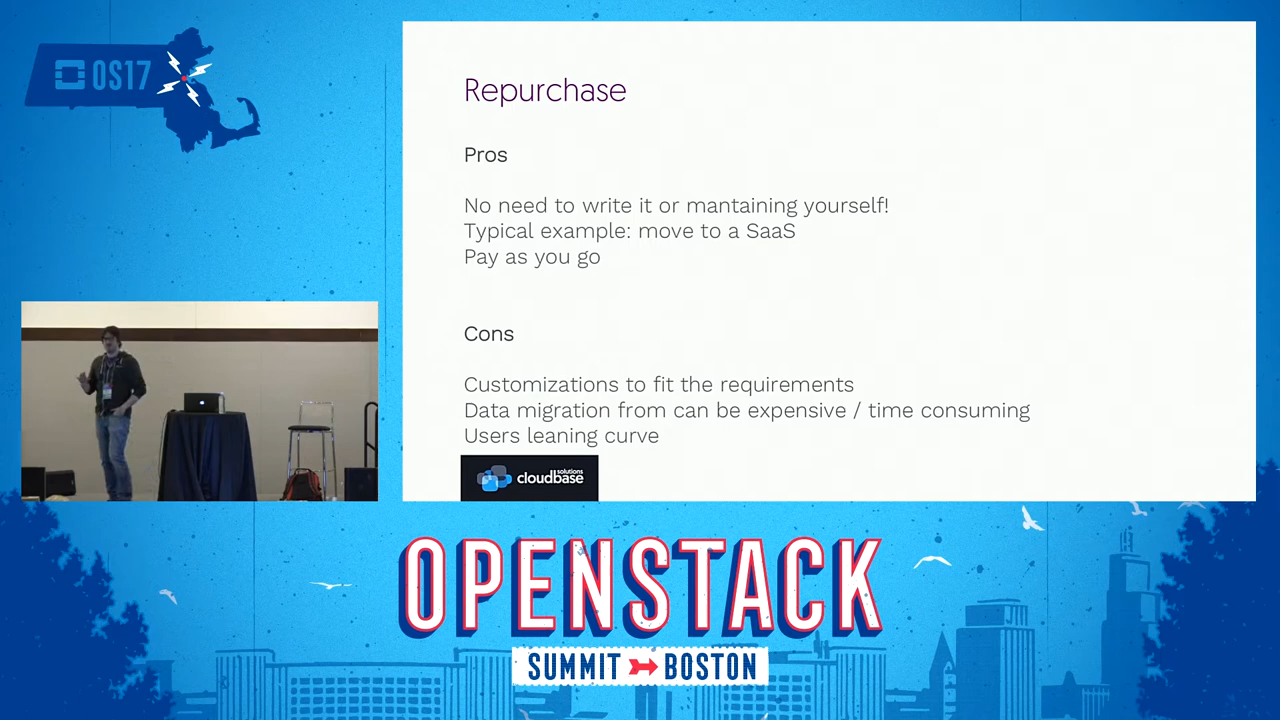 OS17
Repurchase
Pros
No need to write it or mantaining yourself!
Typical example: move to a SaaS
Pay as you go
Cons
Customizations to fit the requirements
Data migration from can be expensive / time consuming
Users leaning curve
cloudbase solutions
OPENSTACK
SUMMIT BOSTON